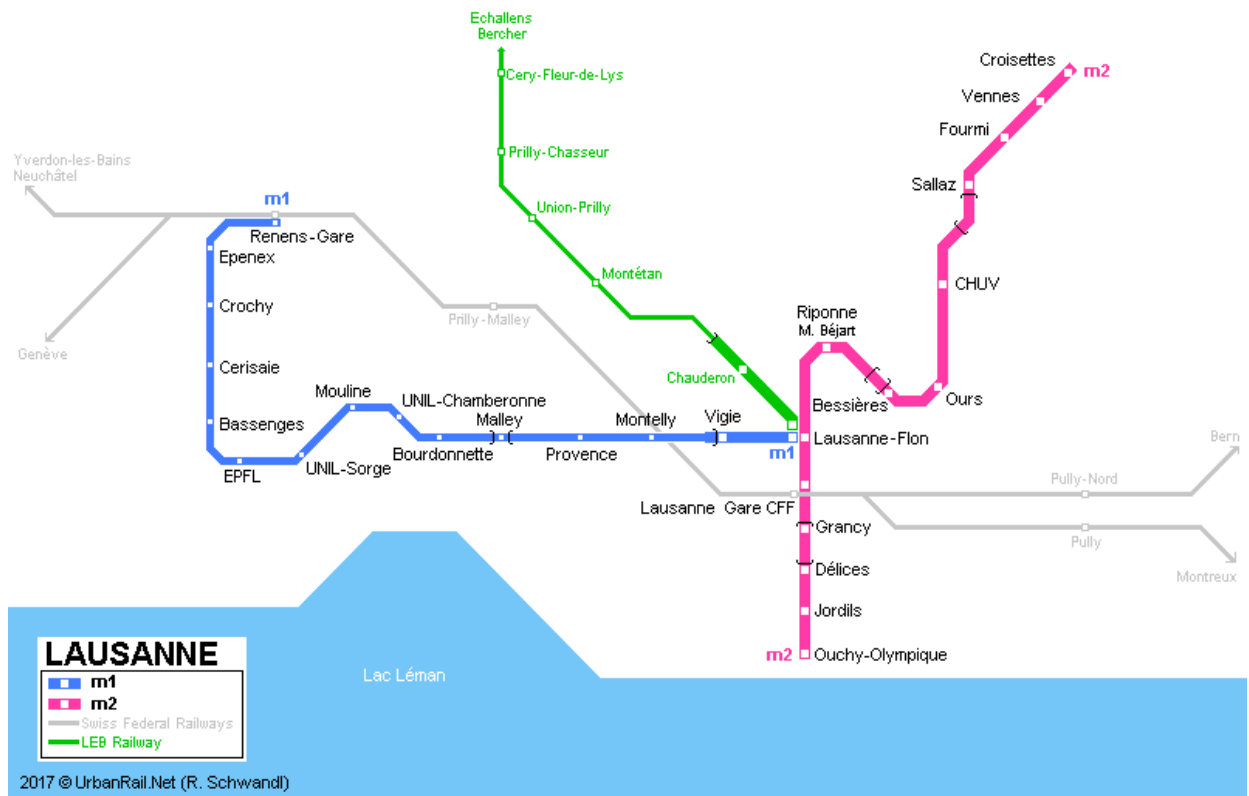 Echallens
Bercher
Cery-Fleur-de-Lys
Croisettes
m2
Vennes
Fourmi
Prilly-Chasseur
Yverdon-les-Bains
Neuchâtel
Sallaz
m1
Union-Prilly
Renens-Gare
Epenex
Montétan
CHUV
Crochy
Riponne
M. Béjart
Prilly-Malley
Genève
Cerisaie
Chauderon
Mouline
UNIL-Chamberonne
Bessières
Ours
Bassenges
Malley
Montelly
Vigie
Lausanne-Flon
Bern
Bourdonnette
Provence
m1
EPFL
UNIL-Sorge
Pully-Nord
Lausanne Gare CFF
Grancy
Pully
Délices
Montreux
Jordils
m2
Ouchy-Olympique
LAUSANNE
m1
m2
Swiss Federal Railways
LEB Railway
Lac Léman
2017 © UrbanRail.Net (R. Schwandl)